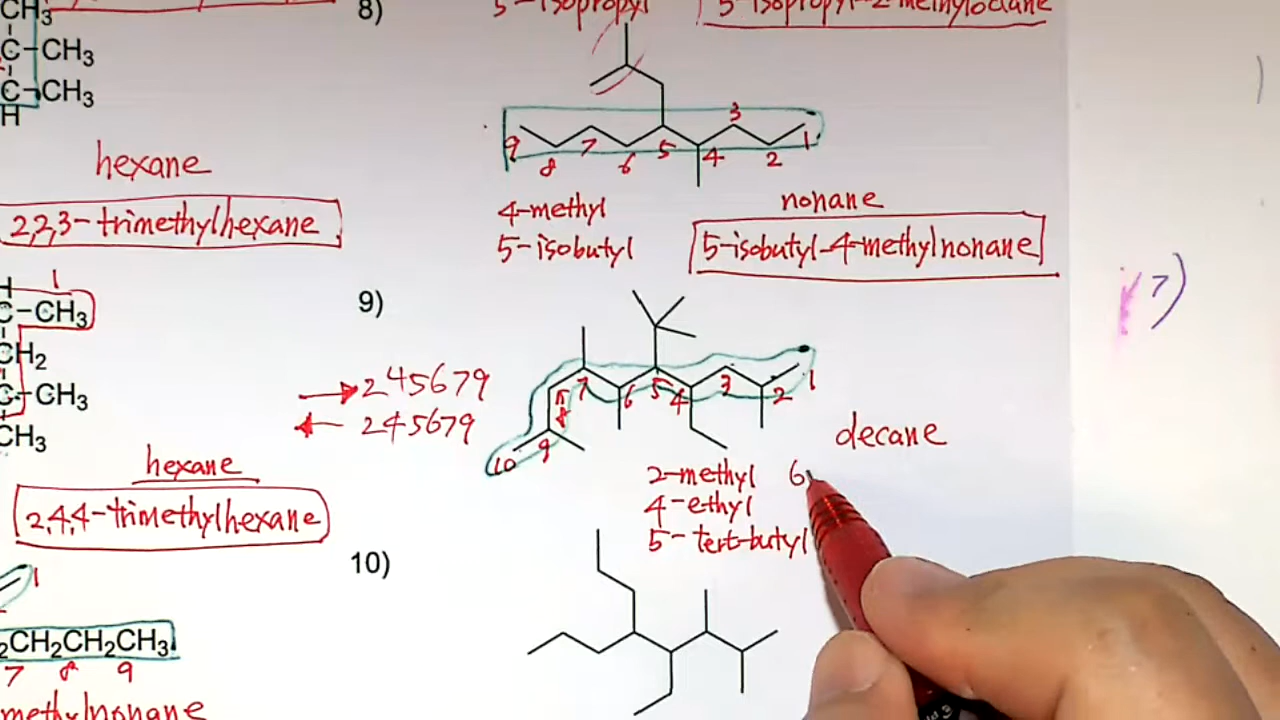 CH3
C-CH3
C-CH3
H
hexane
2,2,3-trimethylhexane
1
C-CH3
CH2
C-CH3
CH3
hexane
2,4,4-trimethylhexane
1
2CH2CH2CH3
7 8 9
methylnonane
8)
5-isopropyl
5-isopropyl-2-methyloctane
9 8 7 6 5 4 3 2 1
4-methyl
5-isobutyl
nonane
5-isobutyl-4-methylnonane
9)
245679
245679
10 9 8 7 6 5 4 3 2 1
decane
2-methyl 6
4-ethyl
5-tert-butyl
10)
7)